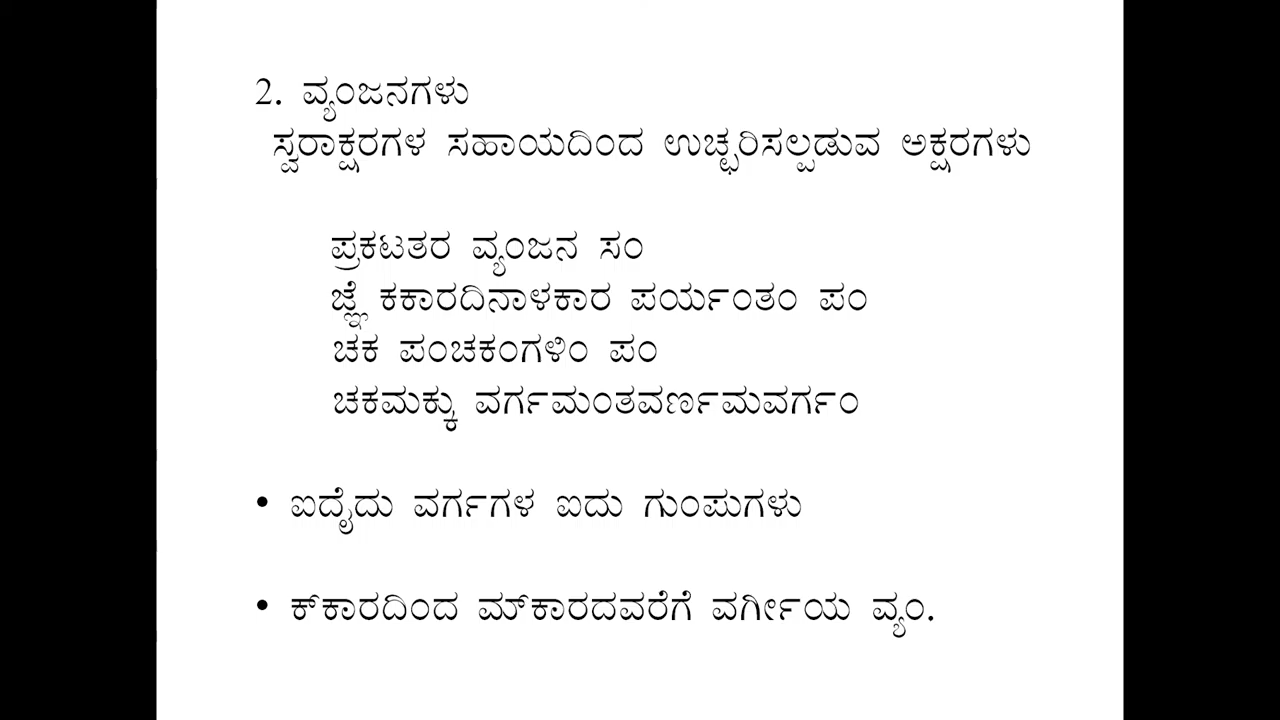 2. ವ್ಯಂಜನಗಳು
ಸ್ವರಾಕ್ಷರಗಳ ಸಹಾಯದಿಂದ ಉಚ್ಛರಿಸಲ್ಪಡುವ ಅಕ್ಷರಗಳು
ಪ್ರಕಟತರ ವ್ಯಂಜನ ಸಂ
ಜ್ಞೆ ಕಕಾರದಿನಾಳಕಾರ ಪರ್ಯಂತಂ ಪಂ
ಚಕ ಪಂಚಕಂಗಳಿಂ ಪಂ
ಚಕಮಕ್ಕು ವರ್ಗಮಂತವರ್ಣಮವರ್ಗಂ
• ಐದೈದು ವರ್ಗಗಳ ಐದು ಗುಂಪುಗಳು
• ಕ್‌ಕಾರದಿಂದ ಮ್‌ಕಾರದವರೆಗೆ ವರ್ಗೀಯ ವ್ಯಂ.